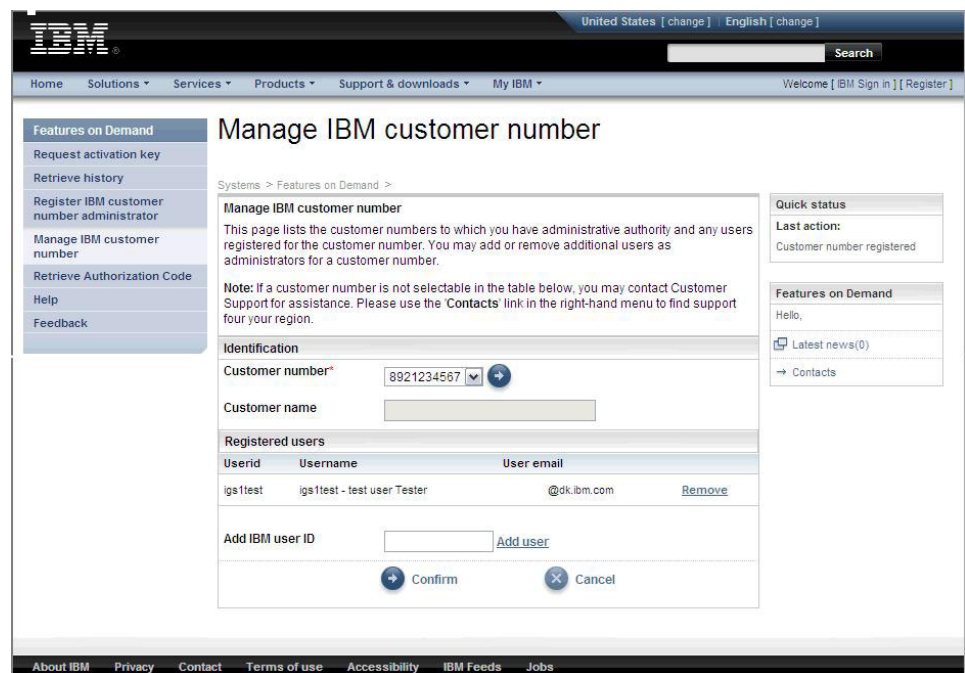 United States [ change ] | English [ change ]
IBM®
Search
Home Solutions Services Products Support & downloads My IBM Welcome [ IBM Sign in ] [ Register ]
Features on Demand
Request activation key
Retrieve history
Register IBM customer
number administrator
Manage IBM customer
number
Retrieve Authorization Code
Help
Feedback
Manage IBM customer number
Systems > Features on Demand >
Manage IBM customer number
This page lists the customer numbers to which you have administrative authority and any users
registered for the customer number. You may add or remove additional users as
administrators for a customer number.
Note: If a customer number is not selectable in the table below, you may contact Customer
Support for assistance. Please use the 'Contacts' link in the right-hand menu to find support
four your region.
Identification
Customer number* 8921234567
Customer name
Registered users
Userid Username User email
igs1test igs1test - test user Tester @dk.ibm.com Remove
Add IBM user ID Add user
Confirm Cancel
Quick status
Last action:
Customer number registered
Features on Demand
Hello,
Latest news(0)
→ Contacts
About IBM Privacy Contact Terms of use Accessibility IBM Feeds Jobs